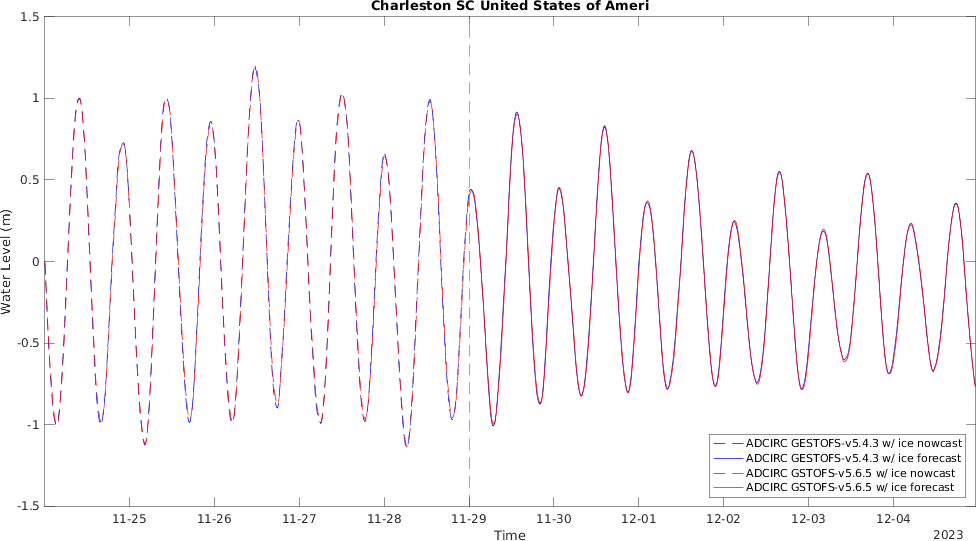 Charleston SC United States of Ameri
1.5
1
0.5
0
-0.5
-1
-1.5
Water Level (m)
ADCIRC GESTOFS-v5.4.3 w/ ice nowcast
ADCIRC GESTOFS-v5.4.3 w/ ice forecast
ADCIRC GSTOFS-v5.6.5 w/ ice nowcast
ADCIRC GSTOFS-v5.6.5 w/ ice forecast
11-25 11-26 11-27 11-28 11-29 11-30 12-01 12-02 12-03 12-04
Time
2023